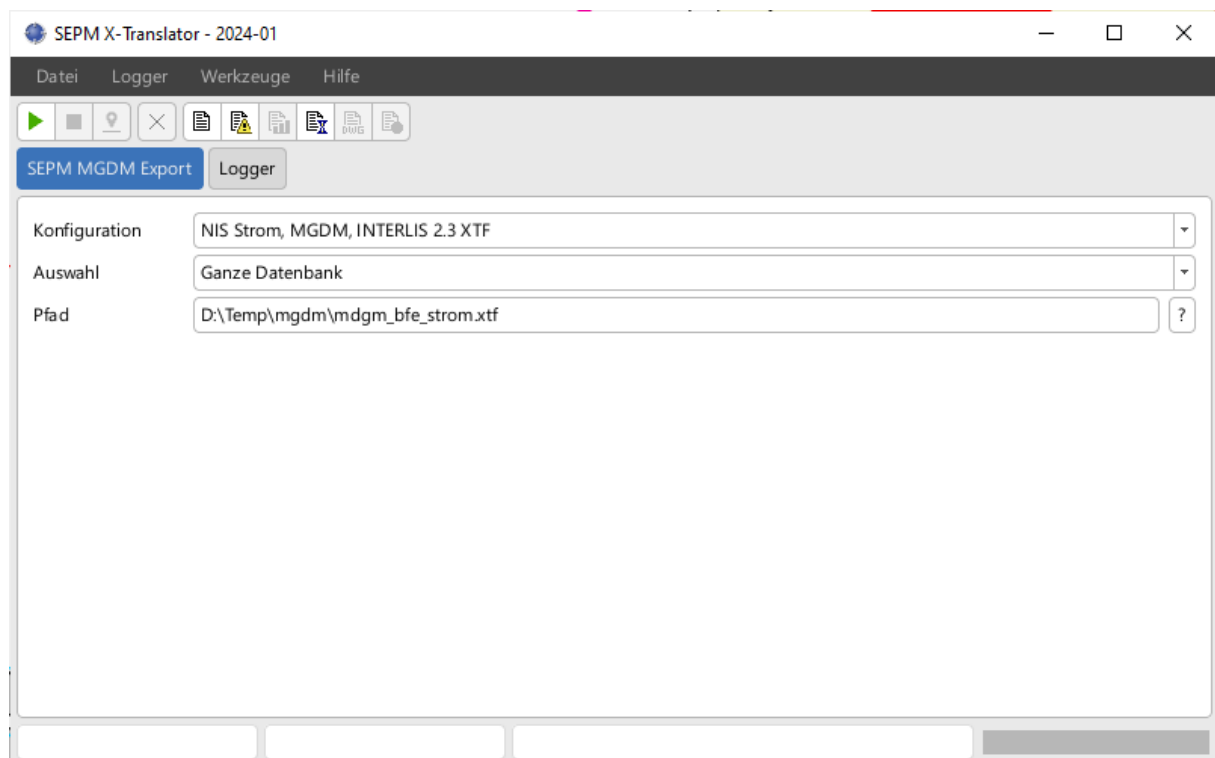 SEPM X-Translator - 2024-01
Datei Logger Werkzeuge Hilfe
DWG
SEPM MGDM Export Logger
Konfiguration NIS Strom, MGDM, INTERLIS 2.3 XTF
Auswahl Ganze Datenbank
Pfad D:\Temp\mgdm\mdgm_bfe_strom.xtf ?